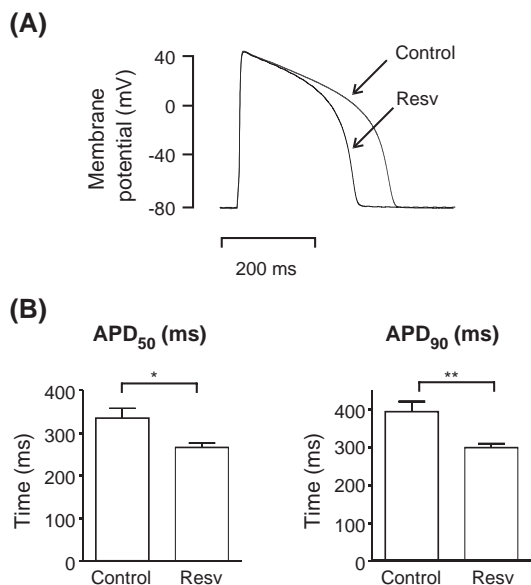 (A)
Membrane
potential (mV)
40
0
-40
-80
Control
Resv
200 ms
(B)
APD50 (ms)
Time (ms)
400
300
200
100
0
*
Control
Resv
APD90 (ms)
Time (ms)
400
300
200
100
0
**
Control
Resv